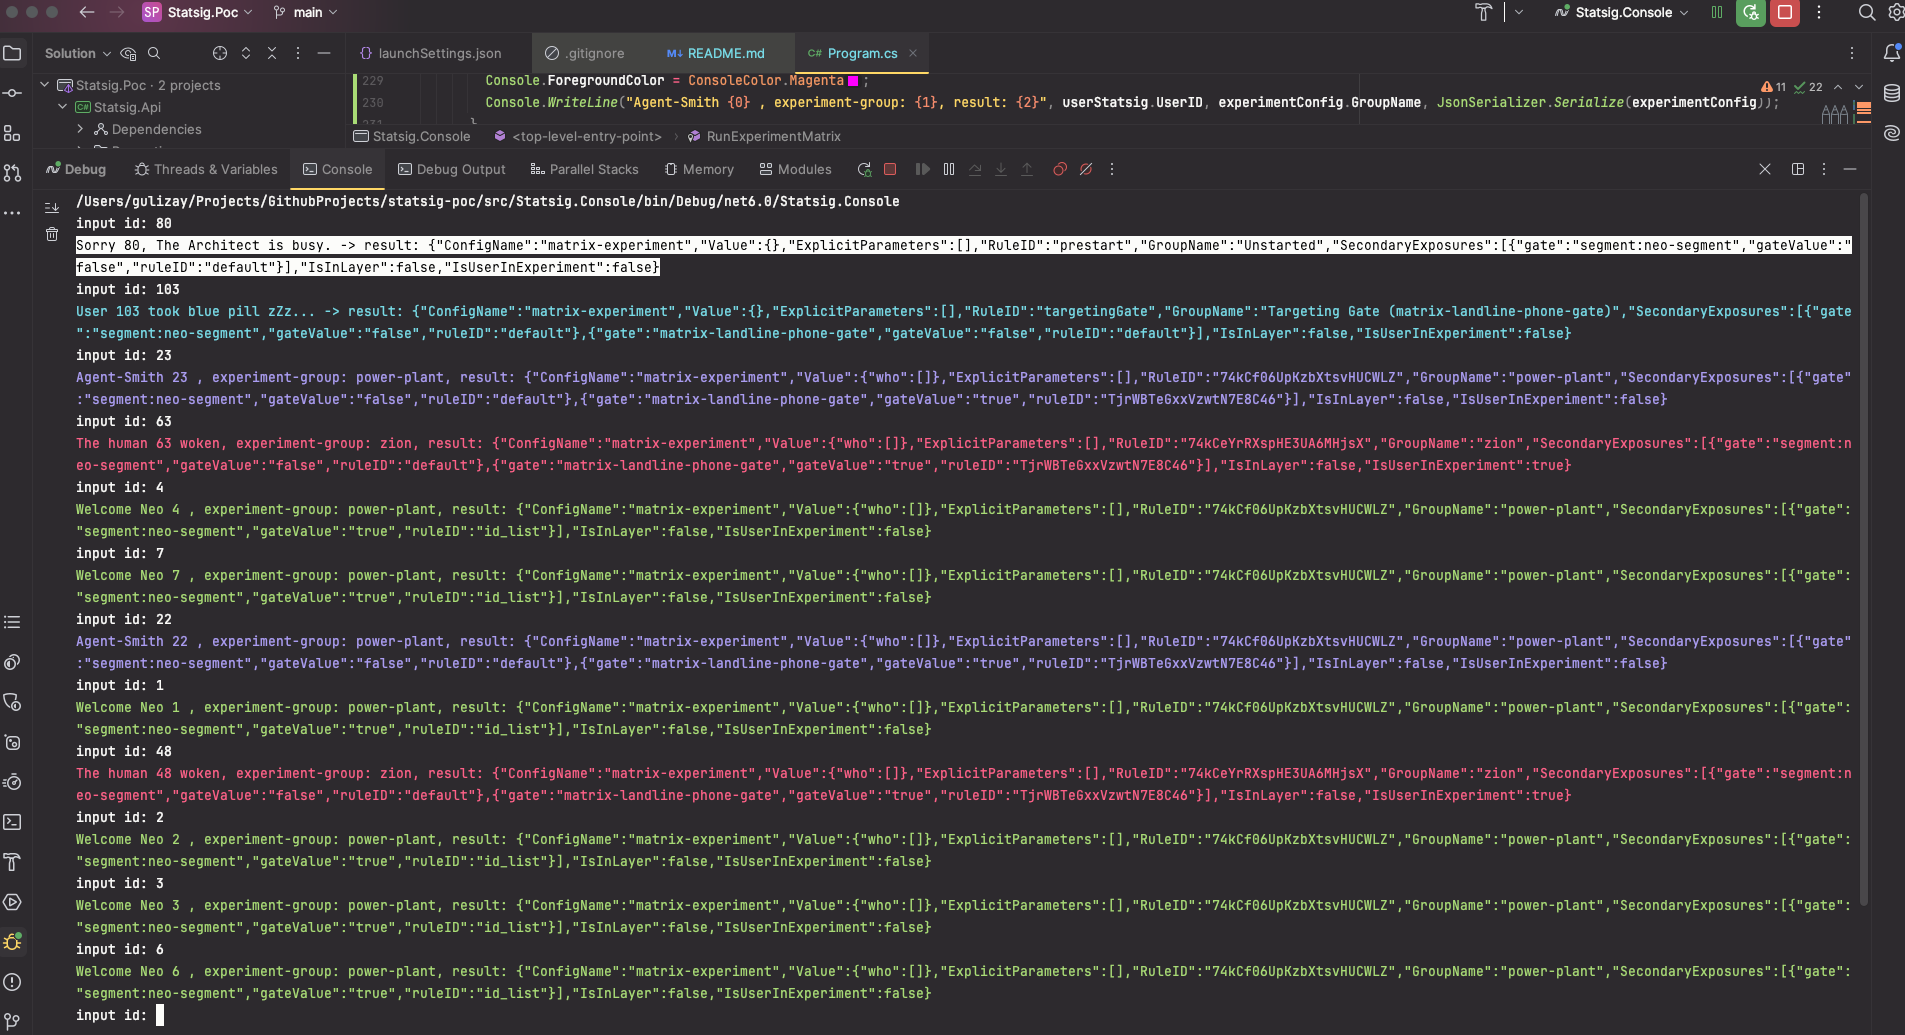 SP Statsig.Poc main Statsig.Console
Solution launchSettings.json .gitignore README.md Program.cs
Statsig.Poc · 2 projects
Statsig.Api
Dependencies
229 Console.ForegroundColor = ConsoleColor.Magenta ;
230 Console.WriteLine("Agent-Smith {0} , experiment-group: {1}, result: {2}", userStatsig.UserID, experimentConfig.GroupName, JsonSerializer.Serialize(experimentConfig));
11 22
Statsig.Console <top-level-entry-point> RunExperimentMatrix
Debug Threads & Variables Console Debug Output Parallel Stacks Memory Modules
/Users/gulizay/Projects/GithubProjects/statsig-poc/src/Statsig.Console/bin/Debug/net6.0/Statsig.Console
input id: 80
Sorry 80, The Architect is busy. -> result: {"ConfigName":"matrix-experiment","Value":{},"ExplicitParameters":[],"RuleID":"prestart","GroupName":"Unstarted","SecondaryExposures":[{"gate":"segment:neo-segment","gateValue":"
false","ruleID":"default"}],"IsInLayer":false,"IsUserInExperiment":false}
input id: 103
User 103 took blue pill zZz... -> result: {"ConfigName":"matrix-experiment","Value":{},"ExplicitParameters":[],"RuleID":"targetingGate","GroupName":"Targeting Gate (matrix-landline-phone-gate)","SecondaryExposures":[{"gate
":"segment:neo-segment","gateValue":"false","ruleID":"default"},{"gate":"matrix-landline-phone-gate","gateValue":"false","ruleID":"default"}],"IsInLayer":false,"IsUserInExperiment":false}
input id: 23
Agent-Smith 23 , experiment-group: power-plant, result: {"ConfigName":"matrix-experiment","Value":{"who":[]},"ExplicitParameters":[],"RuleID":"74kCf06UpKzbXtsvHUCWLZ","GroupName":"power-plant","SecondaryExposures":[{"gate"
:"segment:neo-segment","gateValue":"false","ruleID":"default"},{"gate":"matrix-landline-phone-gate","gateValue":"true","ruleID":"TjrWBTeGxxVzwtN7E8C46"}],"IsInLayer":false,"IsUserInExperiment":false}
input id: 63
The human 63 woken, experiment-group: zion, result: {"ConfigName":"matrix-experiment","Value":{"who":[]},"ExplicitParameters":[],"RuleID":"74kCeYrRXspHE3UA6MHjsX","GroupName":"zion","SecondaryExposures":[{"gate":"segment:n
eo-segment","gateValue":"false","ruleID":"default"},{"gate":"matrix-landline-phone-gate","gateValue":"true","ruleID":"TjrWBTeGxxVzwtN7E8C46"}],"IsInLayer":false,"IsUserInExperiment":true}
input id: 4
Welcome Neo 4 , experiment-group: power-plant, result: {"ConfigName":"matrix-experiment","Value":{"who":[]},"ExplicitParameters":[],"RuleID":"74kCf06UpKzbXtsvHUCWLZ","GroupName":"power-plant","SecondaryExposures":[{"gate":
"segment:neo-segment","gateValue":"true","ruleID":"id_list"}],"IsInLayer":false,"IsUserInExperiment":false}
input id: 7
Welcome Neo 7 , experiment-group: power-plant, result: {"ConfigName":"matrix-experiment","Value":{"who":[]},"ExplicitParameters":[],"RuleID":"74kCf06UpKzbXtsvHUCWLZ","GroupName":"power-plant","SecondaryExposures":[{"gate":
"segment:neo-segment","gateValue":"true","ruleID":"id_list"}],"IsInLayer":false,"IsUserInExperiment":false}
input id: 22
Agent-Smith 22 , experiment-group: power-plant, result: {"ConfigName":"matrix-experiment","Value":{"who":[]},"ExplicitParameters":[],"RuleID":"74kCf06UpKzbXtsvHUCWLZ","GroupName":"power-plant","SecondaryExposures":[{"gate"
:"segment:neo-segment","gateValue":"false","ruleID":"default"},{"gate":"matrix-landline-phone-gate","gateValue":"true","ruleID":"TjrWBTeGxxVzwtN7E8C46"}],"IsInLayer":false,"IsUserInExperiment":false}
input id: 1
Welcome Neo 1 , experiment-group: power-plant, result: {"ConfigName":"matrix-experiment","Value":{"who":[]},"ExplicitParameters":[],"RuleID":"74kCf06UpKzbXtsvHUCWLZ","GroupName":"power-plant","SecondaryExposures":[{"gate":
"segment:neo-segment","gateValue":"true","ruleID":"id_list"}],"IsInLayer":false,"IsUserInExperiment":false}
input id: 48
The human 48 woken, experiment-group: zion, result: {"ConfigName":"matrix-experiment","Value":{"who":[]},"ExplicitParameters":[],"RuleID":"74kCeYrRXspHE3UA6MHjsX","GroupName":"zion","SecondaryExposures":[{"gate":"segment:n
eo-segment","gateValue":"false","ruleID":"default"},{"gate":"matrix-landline-phone-gate","gateValue":"true","ruleID":"TjrWBTeGxxVzwtN7E8C46"}],"IsInLayer":false,"IsUserInExperiment":true}
input id: 2
Welcome Neo 2 , experiment-group: power-plant, result: {"ConfigName":"matrix-experiment","Value":{"who":[]},"ExplicitParameters":[],"RuleID":"74kCf06UpKzbXtsvHUCWLZ","GroupName":"power-plant","SecondaryExposures":[{"gate":
"segment:neo-segment","gateValue":"true","ruleID":"id_list"}],"IsInLayer":false,"IsUserInExperiment":false}
input id: 3
Welcome Neo 3 , experiment-group: power-plant, result: {"ConfigName":"matrix-experiment","Value":{"who":[]},"ExplicitParameters":[],"RuleID":"74kCf06UpKzbXtsvHUCWLZ","GroupName":"power-plant","SecondaryExposures":[{"gate":
"segment:neo-segment","gateValue":"true","ruleID":"id_list"}],"IsInLayer":false,"IsUserInExperiment":false}
input id: 6
Welcome Neo 6 , experiment-group: power-plant, result: {"ConfigName":"matrix-experiment","Value":{"who":[]},"ExplicitParameters":[],"RuleID":"74kCf06UpKzbXtsvHUCWLZ","GroupName":"power-plant","SecondaryExposures":[{"gate":
"segment:neo-segment","gateValue":"true","ruleID":"id_list"}],"IsInLayer":false,"IsUserInExperiment":false}
input id: